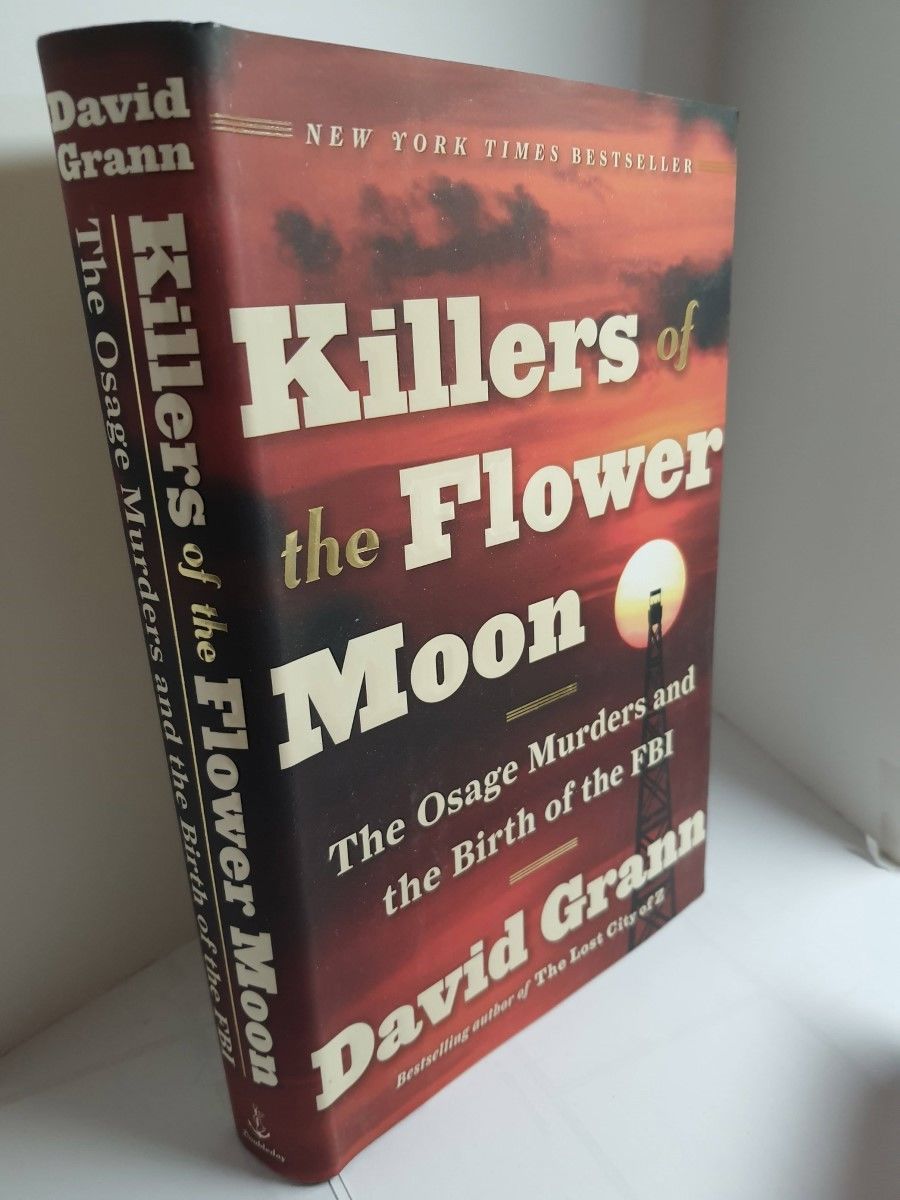 David
Grann
Killers of the Flower Moon
The Osage Murders and the Birth of the FBI
Doubleday
NEW YORK TIMES BESTSELLER
Killers of
the Flower
Moon
The Osage Murders and
the Birth of the FBI
David Grann
Bestselling author of The Lost City of Z